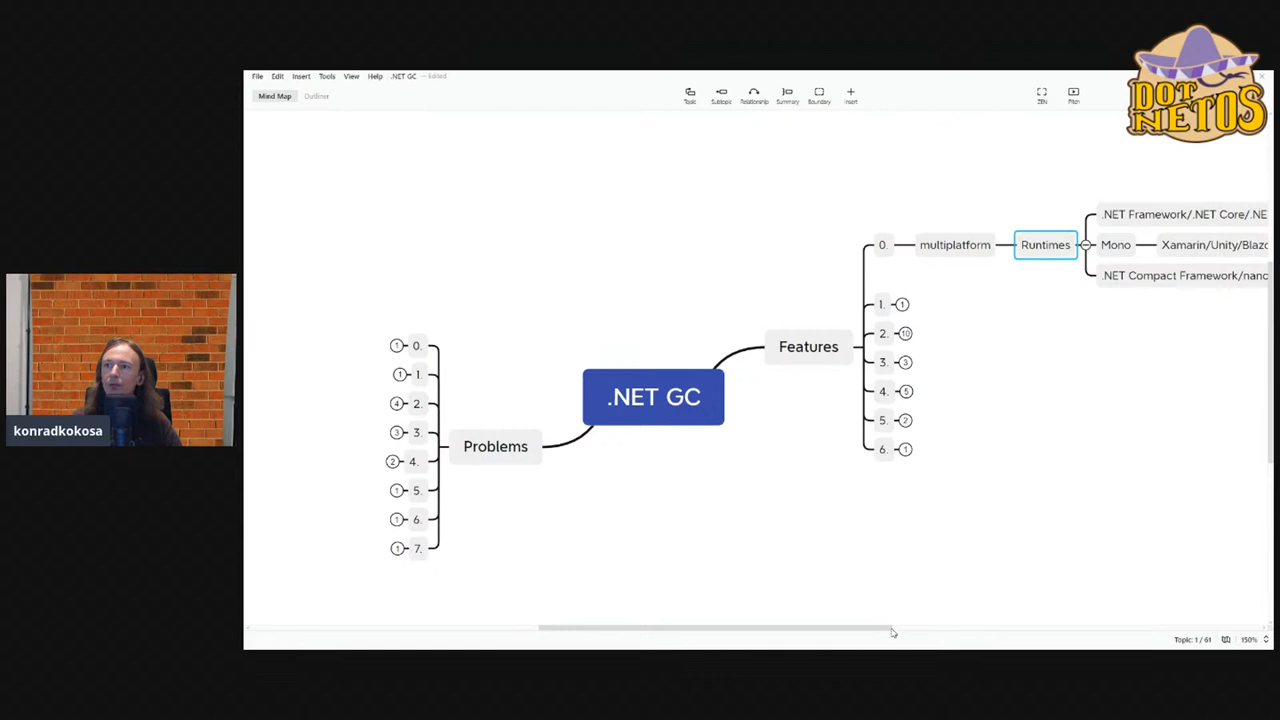 DOT
NETOS
File Edit Insert Tools View Help .NET GC — Edited
Mind Map Outliner
Topic Subtopic Relationship Summary Boundary Insert ZEN Pitch
.NET Framework/.NET Core/.NE
0. multiplatform Runtimes Mono Xamarin/Unity/Blazo
.NET Compact Framework/nano
1. 1
2. 10
3. 3
4. 5
5. 2
6. 1
Features
.NET GC
Problems
1 0.
1 1.
4 2.
3 3.
2 4.
1 5.
1 6.
1 7.
konradkokosa
Topic: 1 / 61 150%